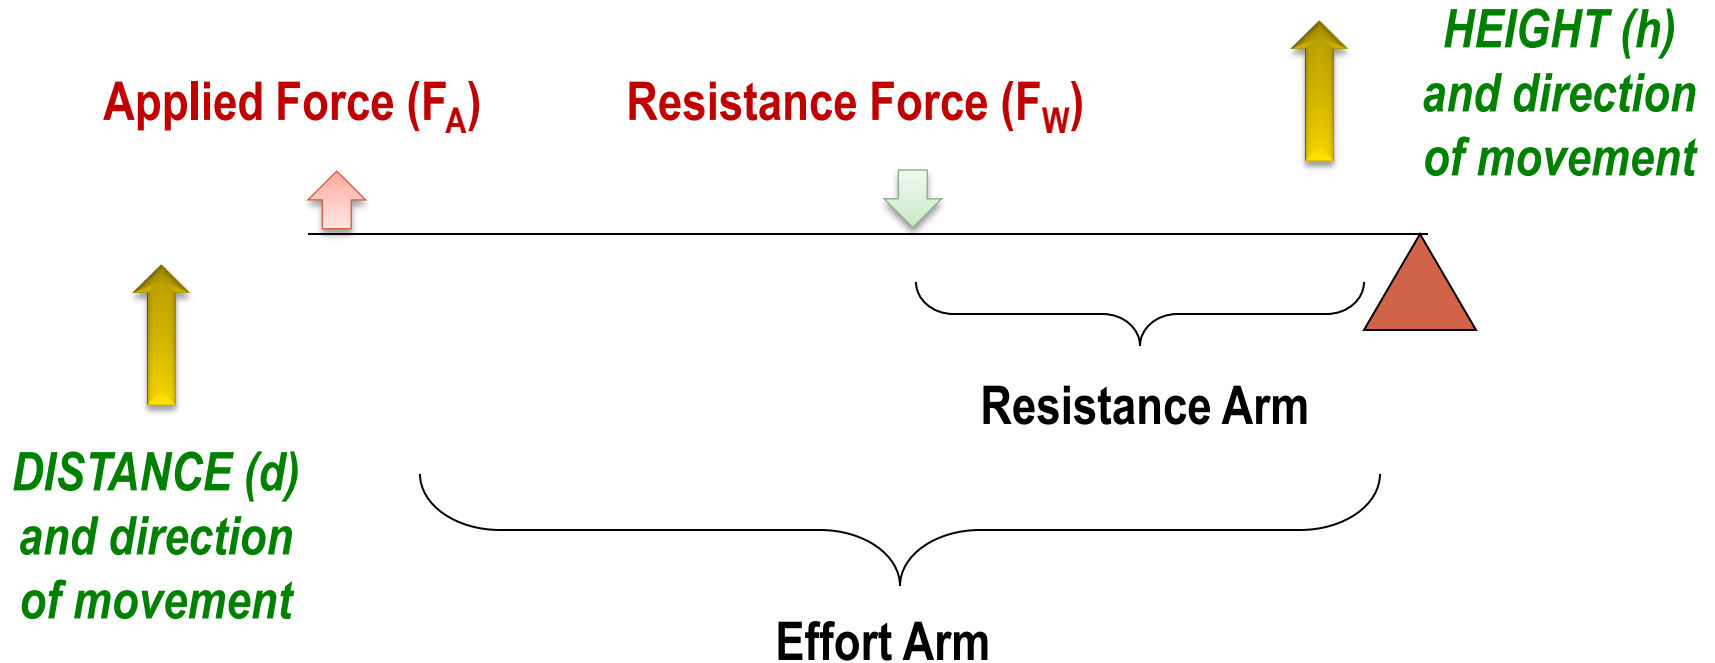 HEIGHT (h)
and direction
of movement
Applied Force (FA)
Resistance Force (FW)
Resistance Arm
DISTANCE (d)
and direction
of movement
Effort Arm